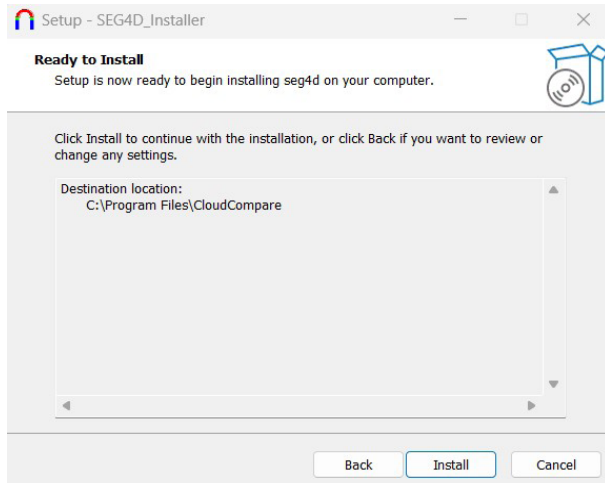 Setup - SEG4D_Installer
Ready to Install
Setup is now ready to begin installing seg4d on your computer.
Click Install to continue with the installation, or click Back if you want to review or
change any settings.
Destination location:
C:\Program Files\CloudCompare
Back
Install
Cancel